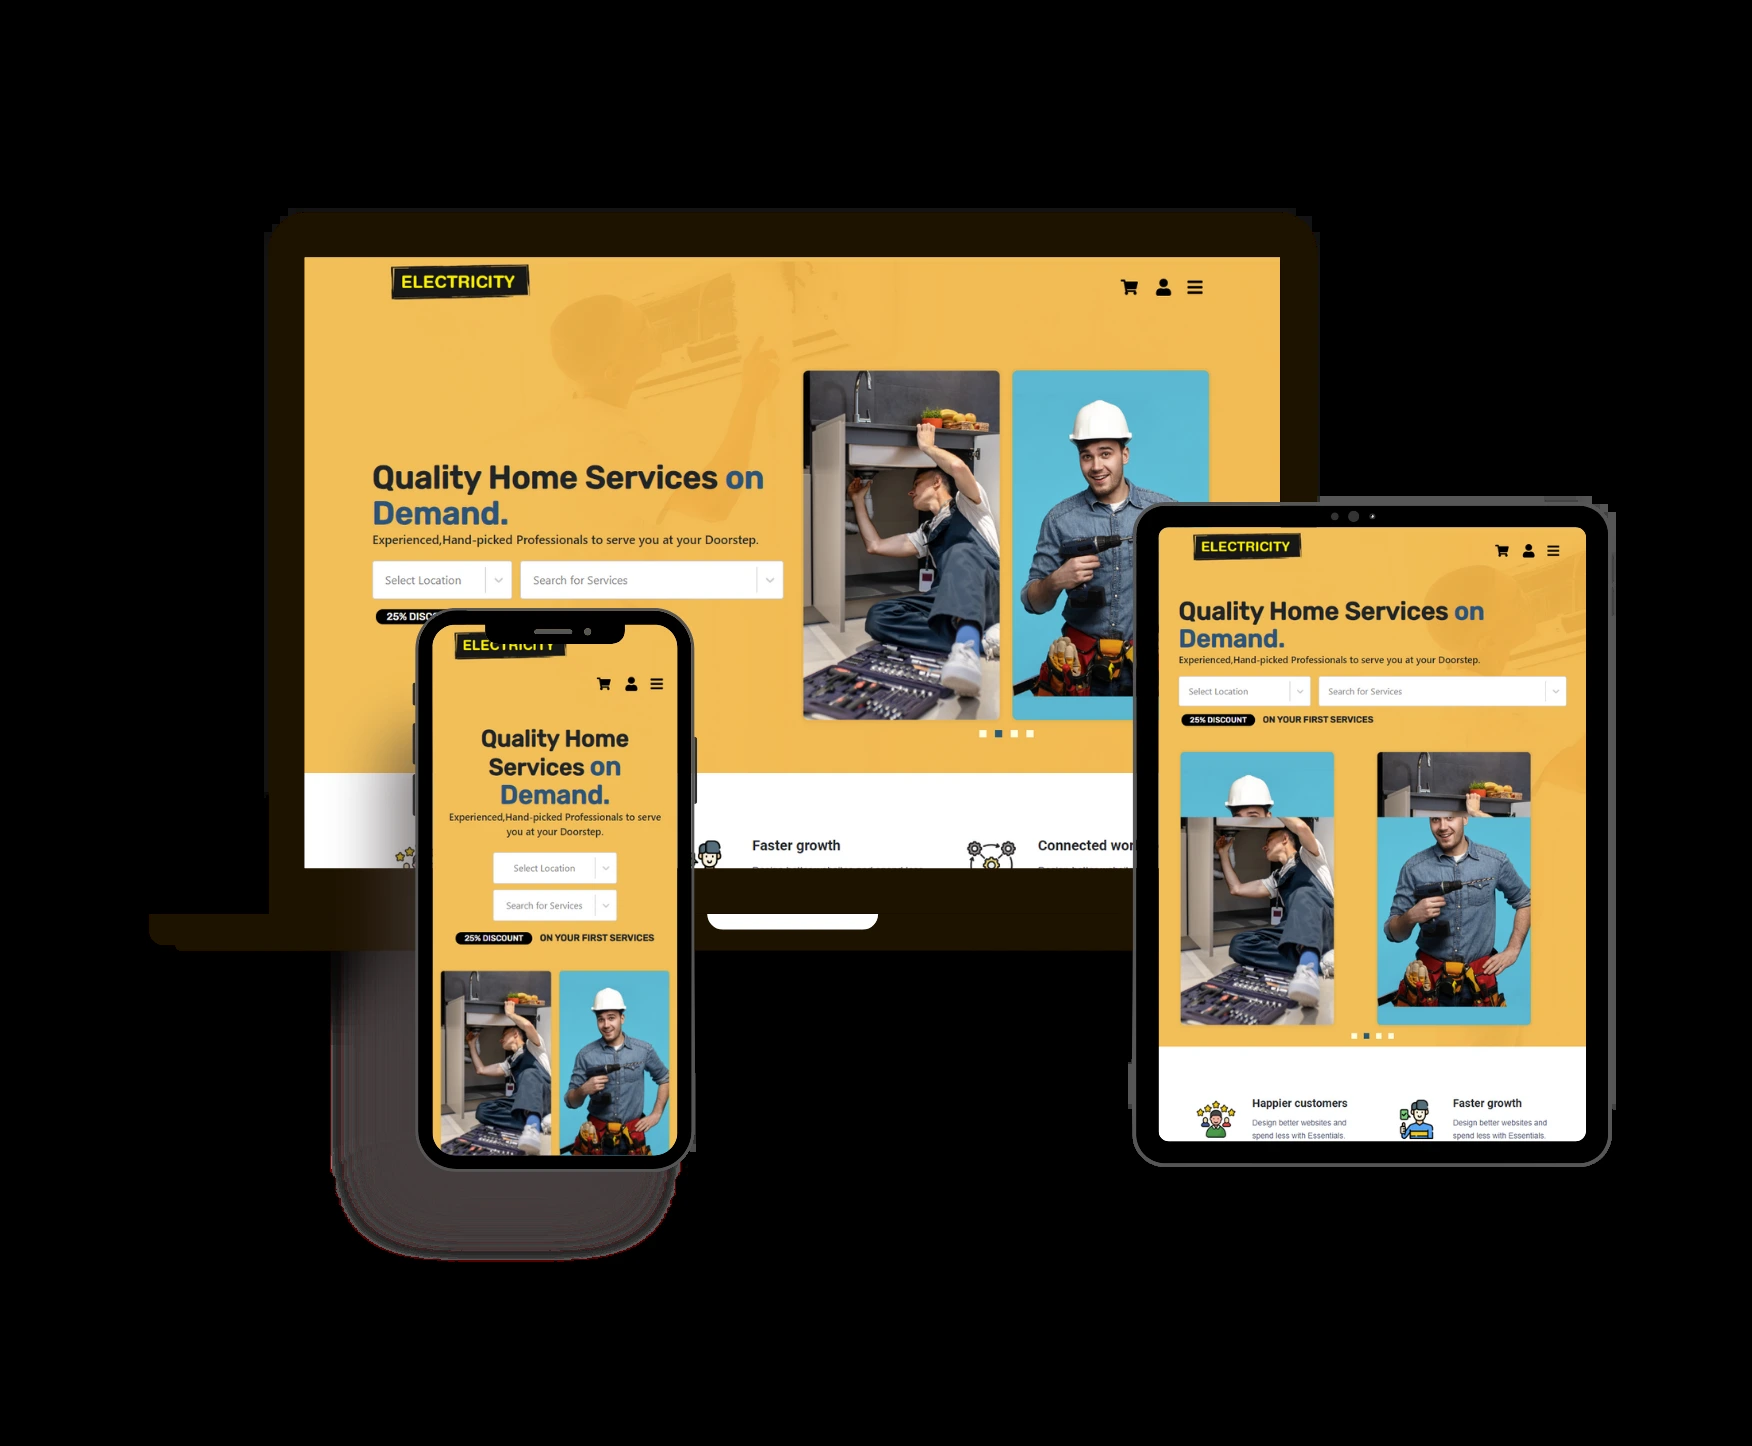 ELECTRICITY
Quality Home Services on
Demand.
Experienced,Hand-picked Professionals to serve you at your Doorstep.
Select Location
Search for Services
25%
Faster growth
Connected
ELECTRICITY
Quality Home
Services on
Demand.
Experienced,Hand-picked Professionals to serve
you at your Doorstep.
Select Location
Search for Services
25% DISCOUNT ON YOUR FIRST SERVICES
ELECTRICITY
Quality Home Services on
Demand.
Experienced,Hand-picked Professionals to serve you at your Doorstep.
Select Location
Search for Services
25% DISCOUNT ON YOUR FIRST SERVICES
Happier customers
Design better websites and
spend less with Essentials.
Faster growth
Design better websites and
spend less with Essentials.